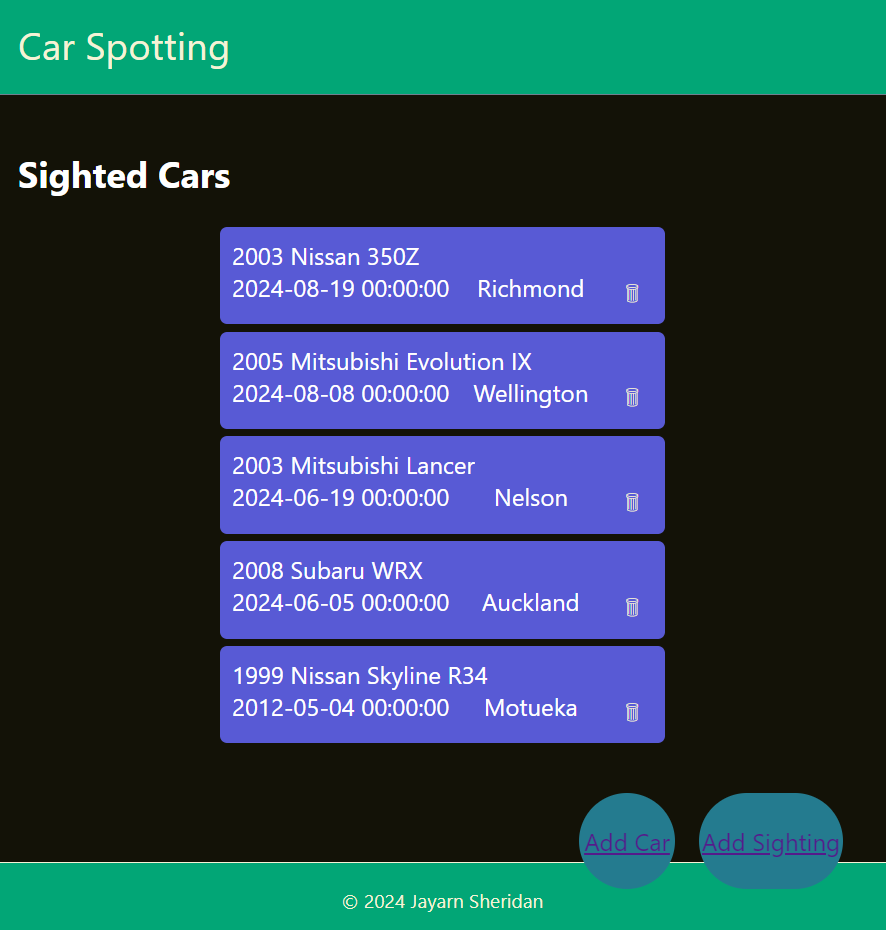 Car Spotting
Sighted Cars
2003 Nissan 350Z
2024-08-19 00:00:00 Richmond
2005 Mitsubishi Evolution IX
2024-08-08 00:00:00 Wellington
2003 Mitsubishi Lancer
2024-06-19 00:00:00 Nelson
2008 Subaru WRX
2024-06-05 00:00:00 Auckland
1999 Nissan Skyline R34
2012-05-04 00:00:00 Motueka
Add Car Add Sighting
© 2024 Jayarn Sheridan